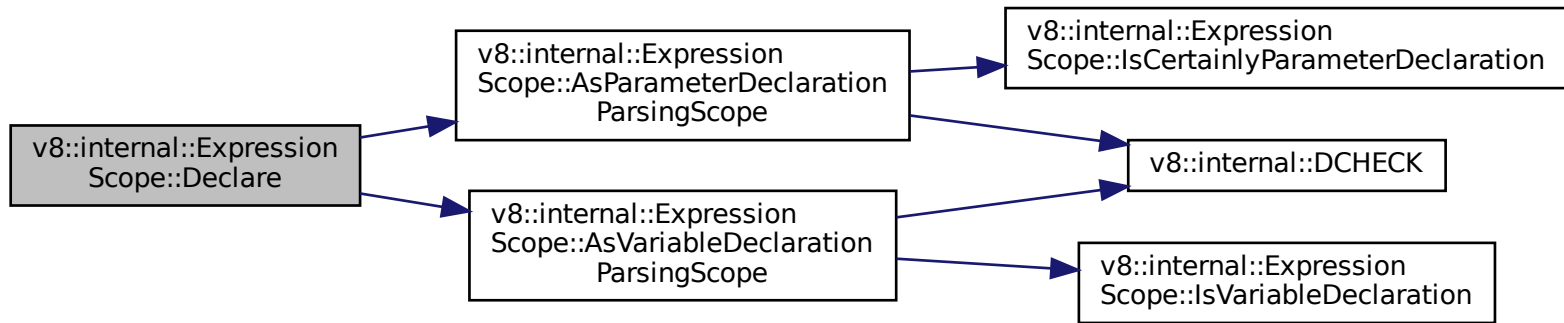 v8::internal::Expression
Scope::Declare
v8::internal::Expression
Scope::AsParameterDeclaration
ParsingScope
v8::internal::Expression
Scope::AsVariableDeclaration
ParsingScope
v8::internal::Expression
Scope::IsCertainlyParameterDeclaration
v8::internal::DCHECK
v8::internal::Expression
Scope::IsVariableDeclaration